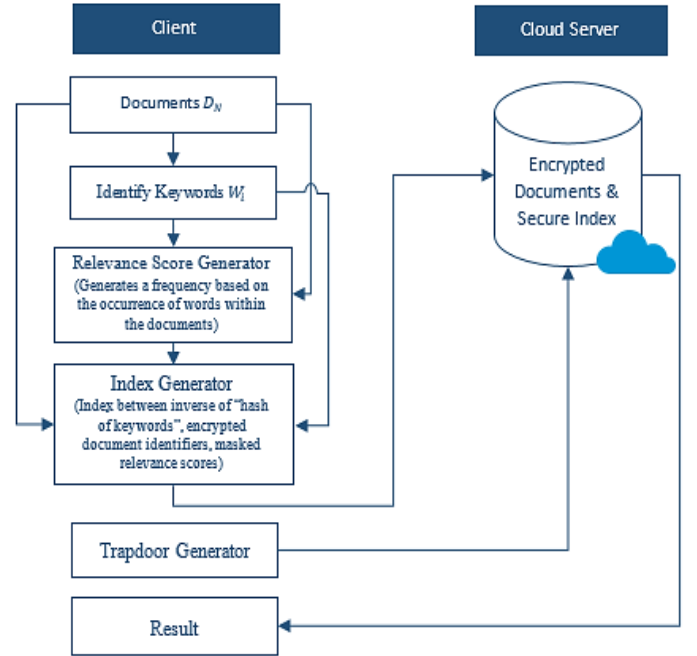 Client
Cloud Server
Documents D_N
Identify Keywords W_i
Relevance Score Generator
(Generates a frequency based on
the occurrence of words within
the documents)
Index Generator
(Index between inverse of “hash
of keywords”, encrypted
document identifiers, masked
relevance scores)
Trapdoor Generator
Result
Encrypted
Documents &
Secure Index